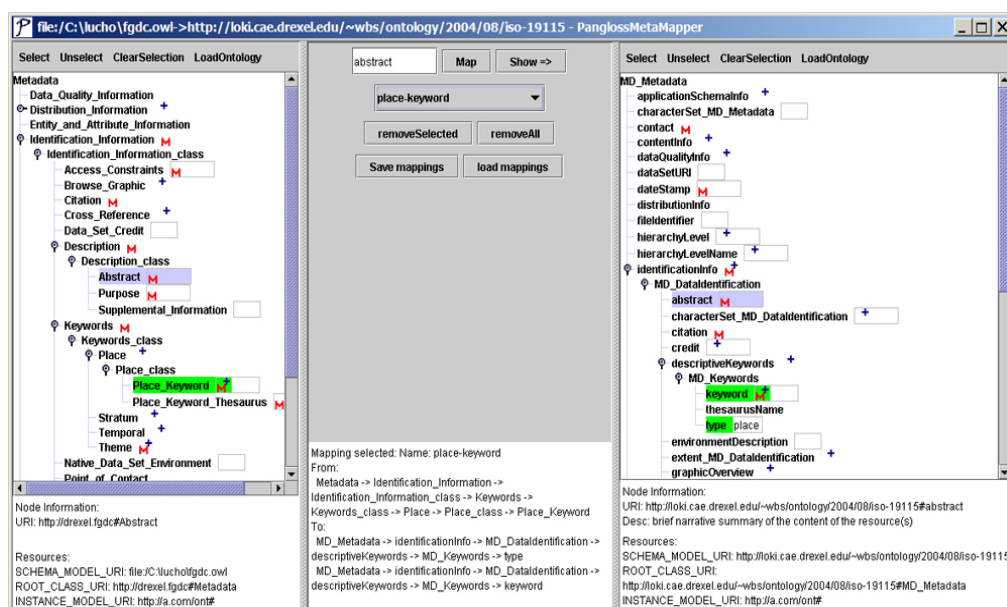 file:/C:\lucho\fgdc.owl->http://loki.cae.drexel.edu/~wbs/ontology/2004/08/iso-19115 - PanglossMetaMapper
Select Unselect ClearSelection LoadOntology
Metadata
Data_Quality_Information
Distribution_Information +
Entity_and_Attribute_Information
Identification_Information M
Identification_Information_class
Access_Constraints M
Browse_Graphic +
Citation M
Cross_Reference +
Data_Set_Credit
Description M
Description_class
Abstract M
Purpose M
Supplemental_Information
Keywords M
Keywords_class
Place +
Place_class
Place_Keyword M+
Place_Keyword_Thesaurus M
Stratum +
Temporal +
Theme M+
Native_Data_Set_Environment
Point_of_Contact
Node Information:
URI: http://drexel.fgdc#Abstract
Resources:
SCHEMA_MODEL_URI: file:/C:\lucho\fgdc.owl
ROOT_CLASS_URI: http://drexel.fgdc#Metadata
INSTANCE_MODEL_URI: http://a.com/ont#
abstract Map Show =>
place-keyword
removeSelected removeAll
Save mappings load mappings
Mapping selected: Name: place-keyword
From:
Metadata -> Identification_Information ->
Identification_Information_class -> Keywords ->
Keywords_class -> Place -> Place_class -> Place_Keyword
To:
MD_Metadata -> identificationInfo -> MD_DataIdentification ->
descriptiveKeywords -> MD_Keywords -> type
MD_Metadata -> identificationInfo -> MD_DataIdentification ->
descriptiveKeywords -> MD_Keywords -> keyword
Select Unselect ClearSelection LoadOntology
MD_Metadata
applicationSchemaInfo +
characterSet_MD_Metadata
contact M
contentInfo +
dataQualityInfo +
dataSetURI
dateStamp M
distributionInfo
fileIdentifier
hierarchyLevel +
hierarchyLevelName +
identificationInfo M+
MD_DataIdentification
abstract M
characterSet_MD_DataIdentification +
citation M
credit +
descriptiveKeywords +
MD_Keywords
keyword M+
thesaurusName
type place
environmentDescription
extent_MD_DataIdentification +
graphicOverview +
Node Information:
URI: http://loki.cae.drexel.edu/~wbs/ontology/2004/08/iso-19115#abstract
Desc: brief narrative summary of the content of the resource(s)
Resources:
SCHEMA_MODEL_URI: http://loki.cae.drexel.edu/~wbs/ontology/2004/08/iso-19115
ROOT_CLASS_URI:
http://loki.cae.drexel.edu/~wbs/ontology/2004/08/iso-19115#MD_Metadata
INSTANCE_MODEL_URI: http://a.com/ont#